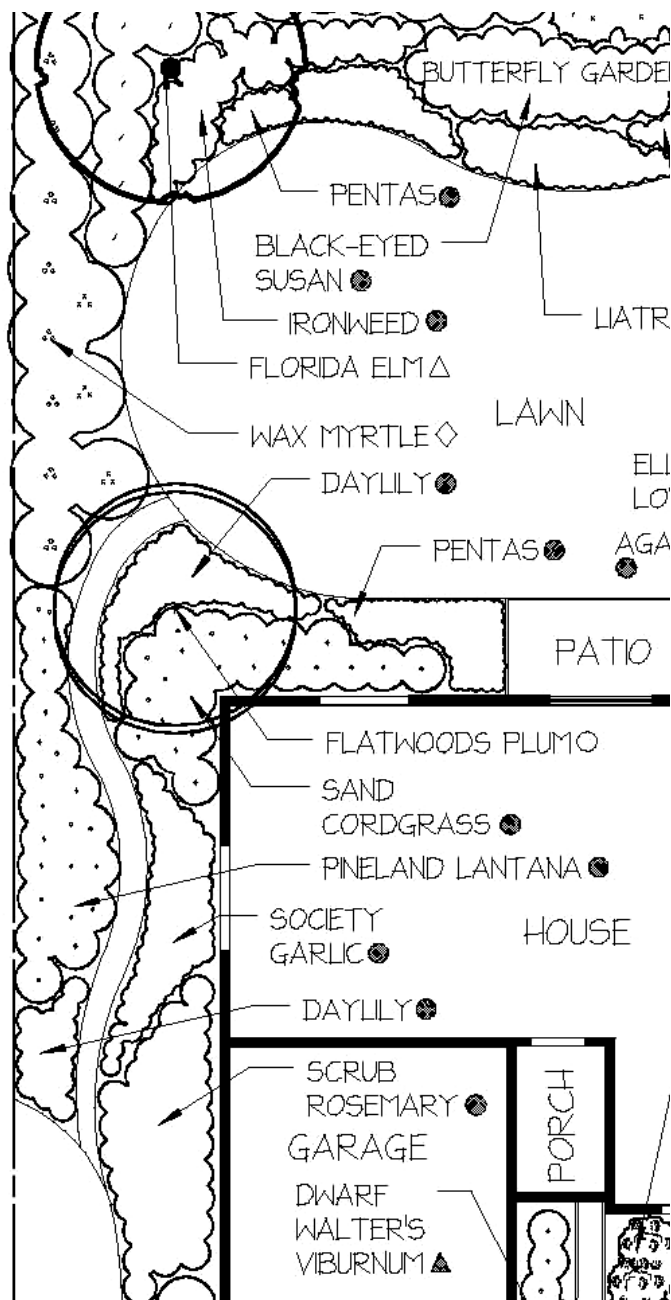 BUTTERFLY
PENTAS
BLACK-EYED
SUSAN
IRONWEED
FLORIDA ELM
WAX MYRTLE
LAWN
DAYLILY
PENTAS
PATIO
FLATWOODS PLUM
SAND
CORDGRASS
PINELAND LANTANA
SOCIETY
GARLIC
HOUSE
DAYLILY
SCRUB
ROSEMARY
GARAGE
PORCH
DWARF
WALTER'S
VIBURNUM